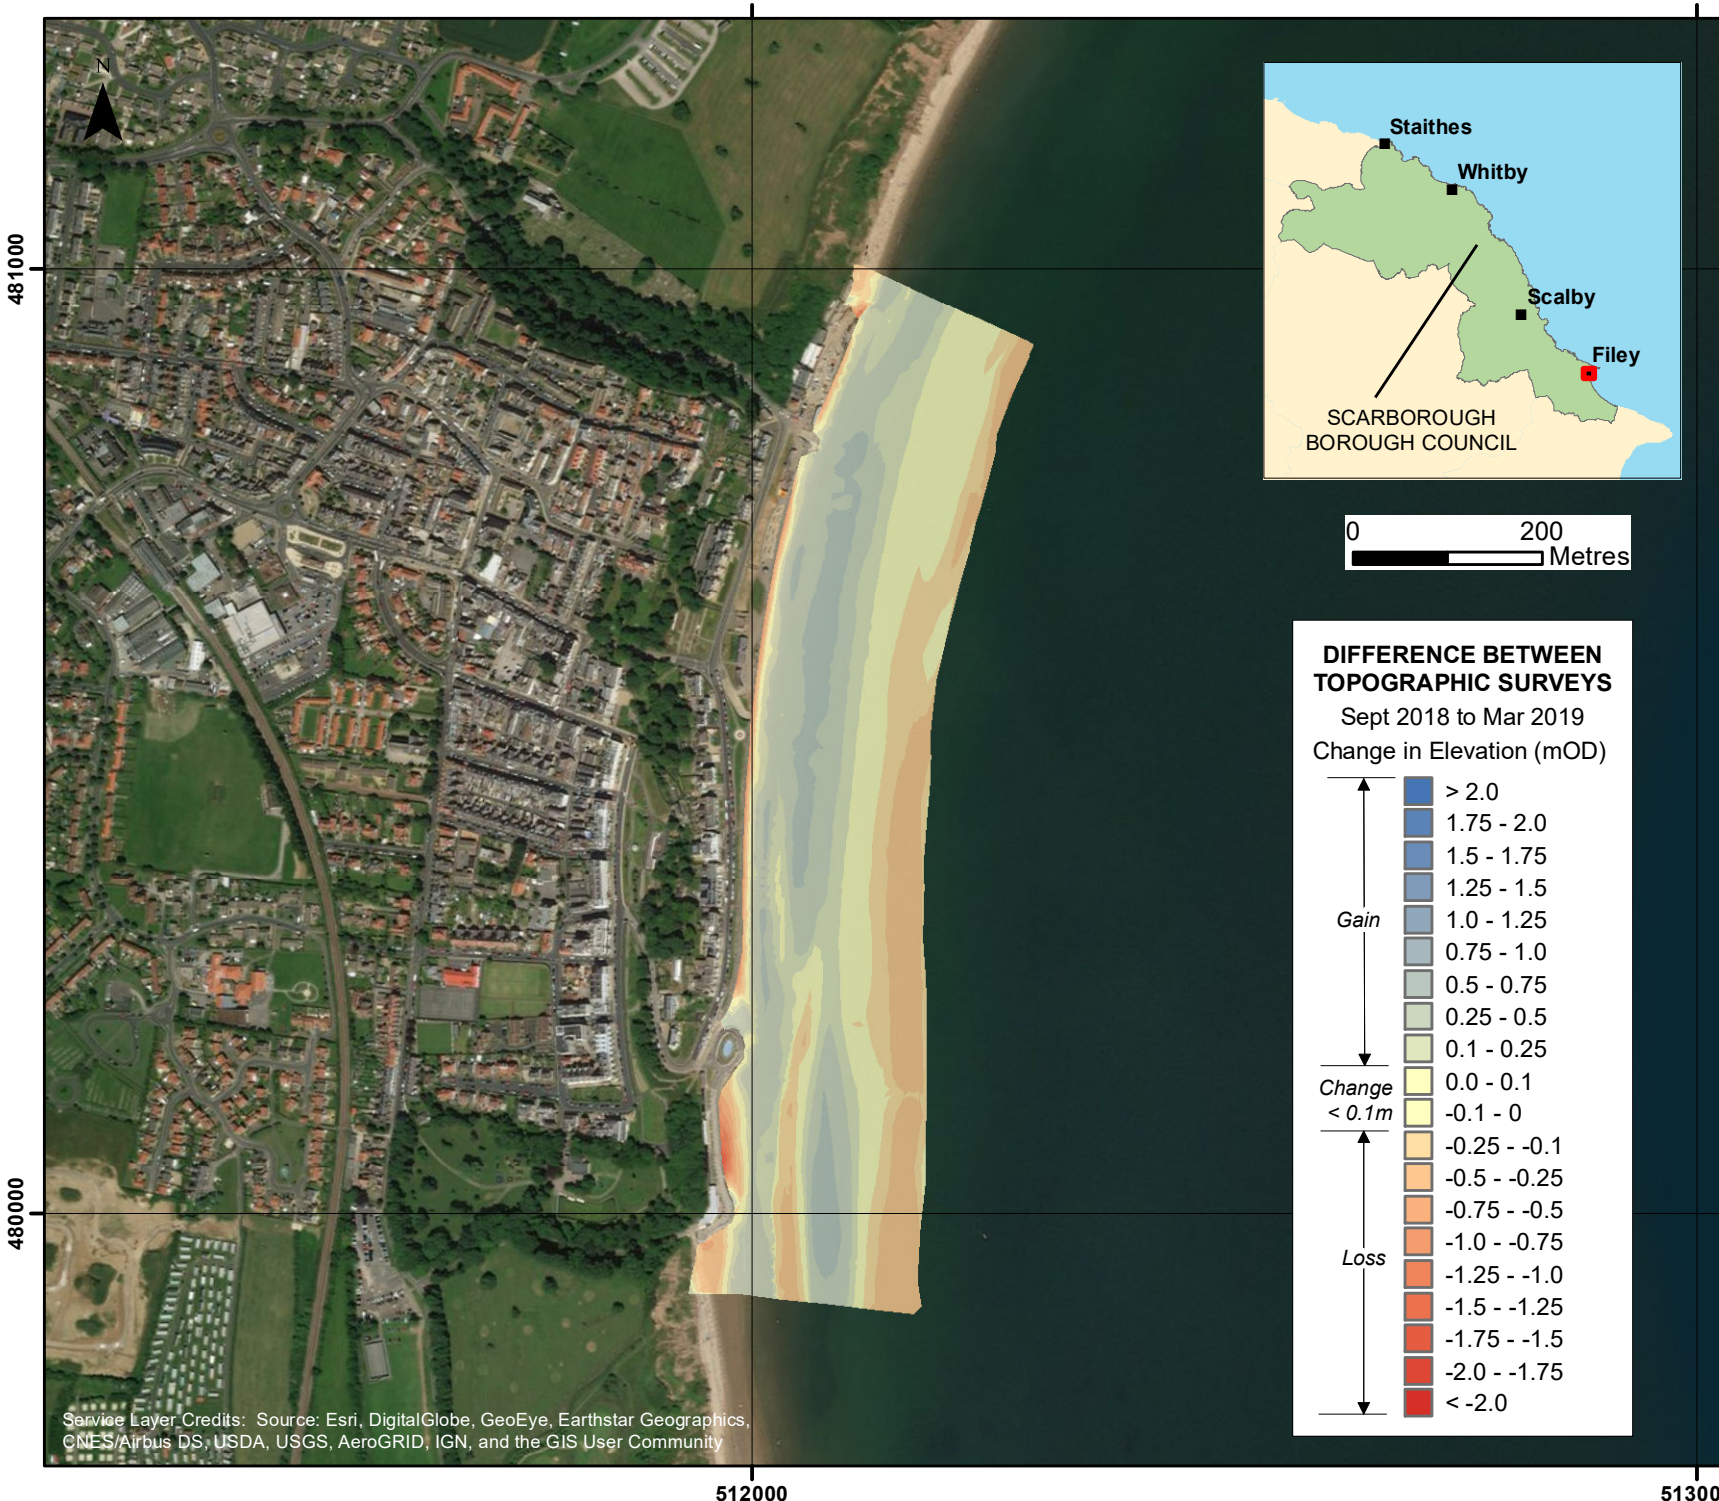 N
481000
480000
512000
51300
Staithes
Whitby
Scalby
Filey
SCARBOROUGH
BOROUGH COUNCIL
0 200
Metres
DIFFERENCE BETWEEN
TOPOGRAPHIC SURVEYS
Sept 2018 to Mar 2019
Change in Elevation (mOD)
> 2.0
1.75 - 2.0
1.5 - 1.75
1.25 - 1.5
Gain
1.0 - 1.25
0.75 - 1.0
0.5 - 0.75
0.25 - 0.5
0.1 - 0.25
Change
< 0.1m
0.0 - 0.1
-0.1 - 0
-0.25 - -0.1
-0.5 - -0.25
-0.75 - -0.5
Loss
-1.0 - -0.75
-1.25 - -1.0
-1.5 - -1.25
-1.75 - -1.5
-2.0 - -1.75
< -2.0
Service Layer Credits: Source: Esri, DigitalGlobe, GeoEye, Earthstar Geographics,
CNES/Airbus DS, USDA, USGS, AeroGRID, IGN, and the GIS User Community